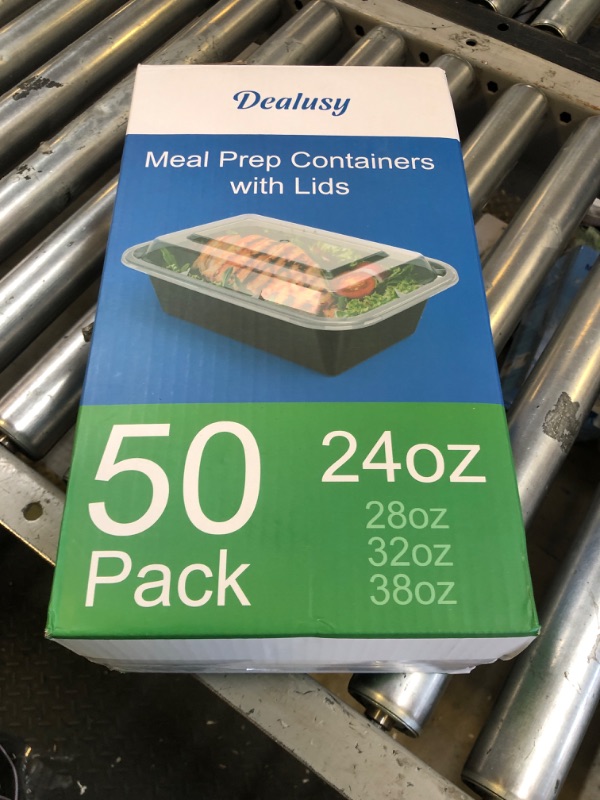 Dealusy
Meal Prep Containers
with Lids
50
Pack
24oz
28oz
32oz
38oz